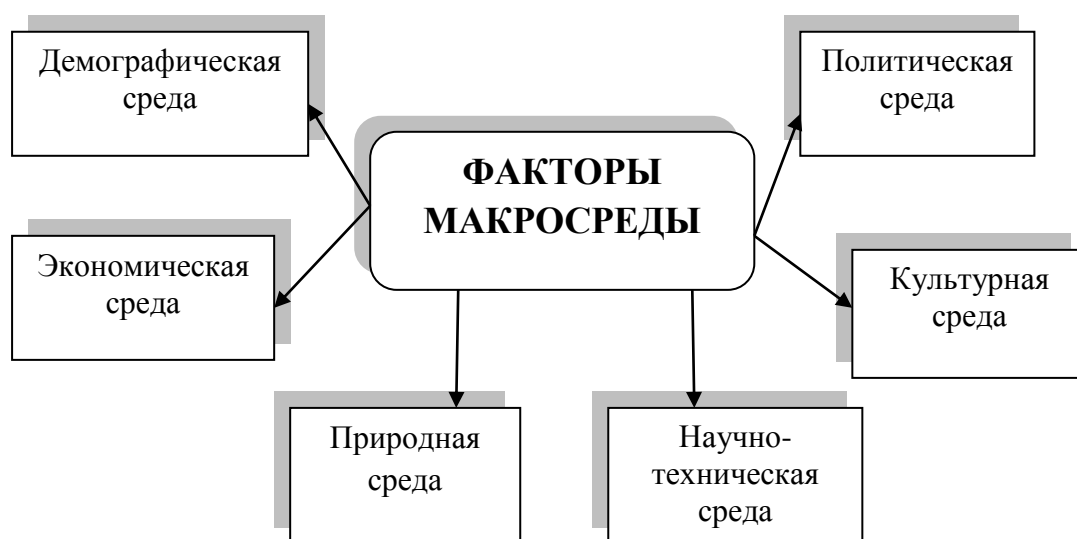 Демографическая
среда
Политическая
среда
ФАКТОРЫ
МАКРОСРЕДЫ
Экономическая
среда
Культурная
среда
Природная
среда
Научно-
техническая
среда